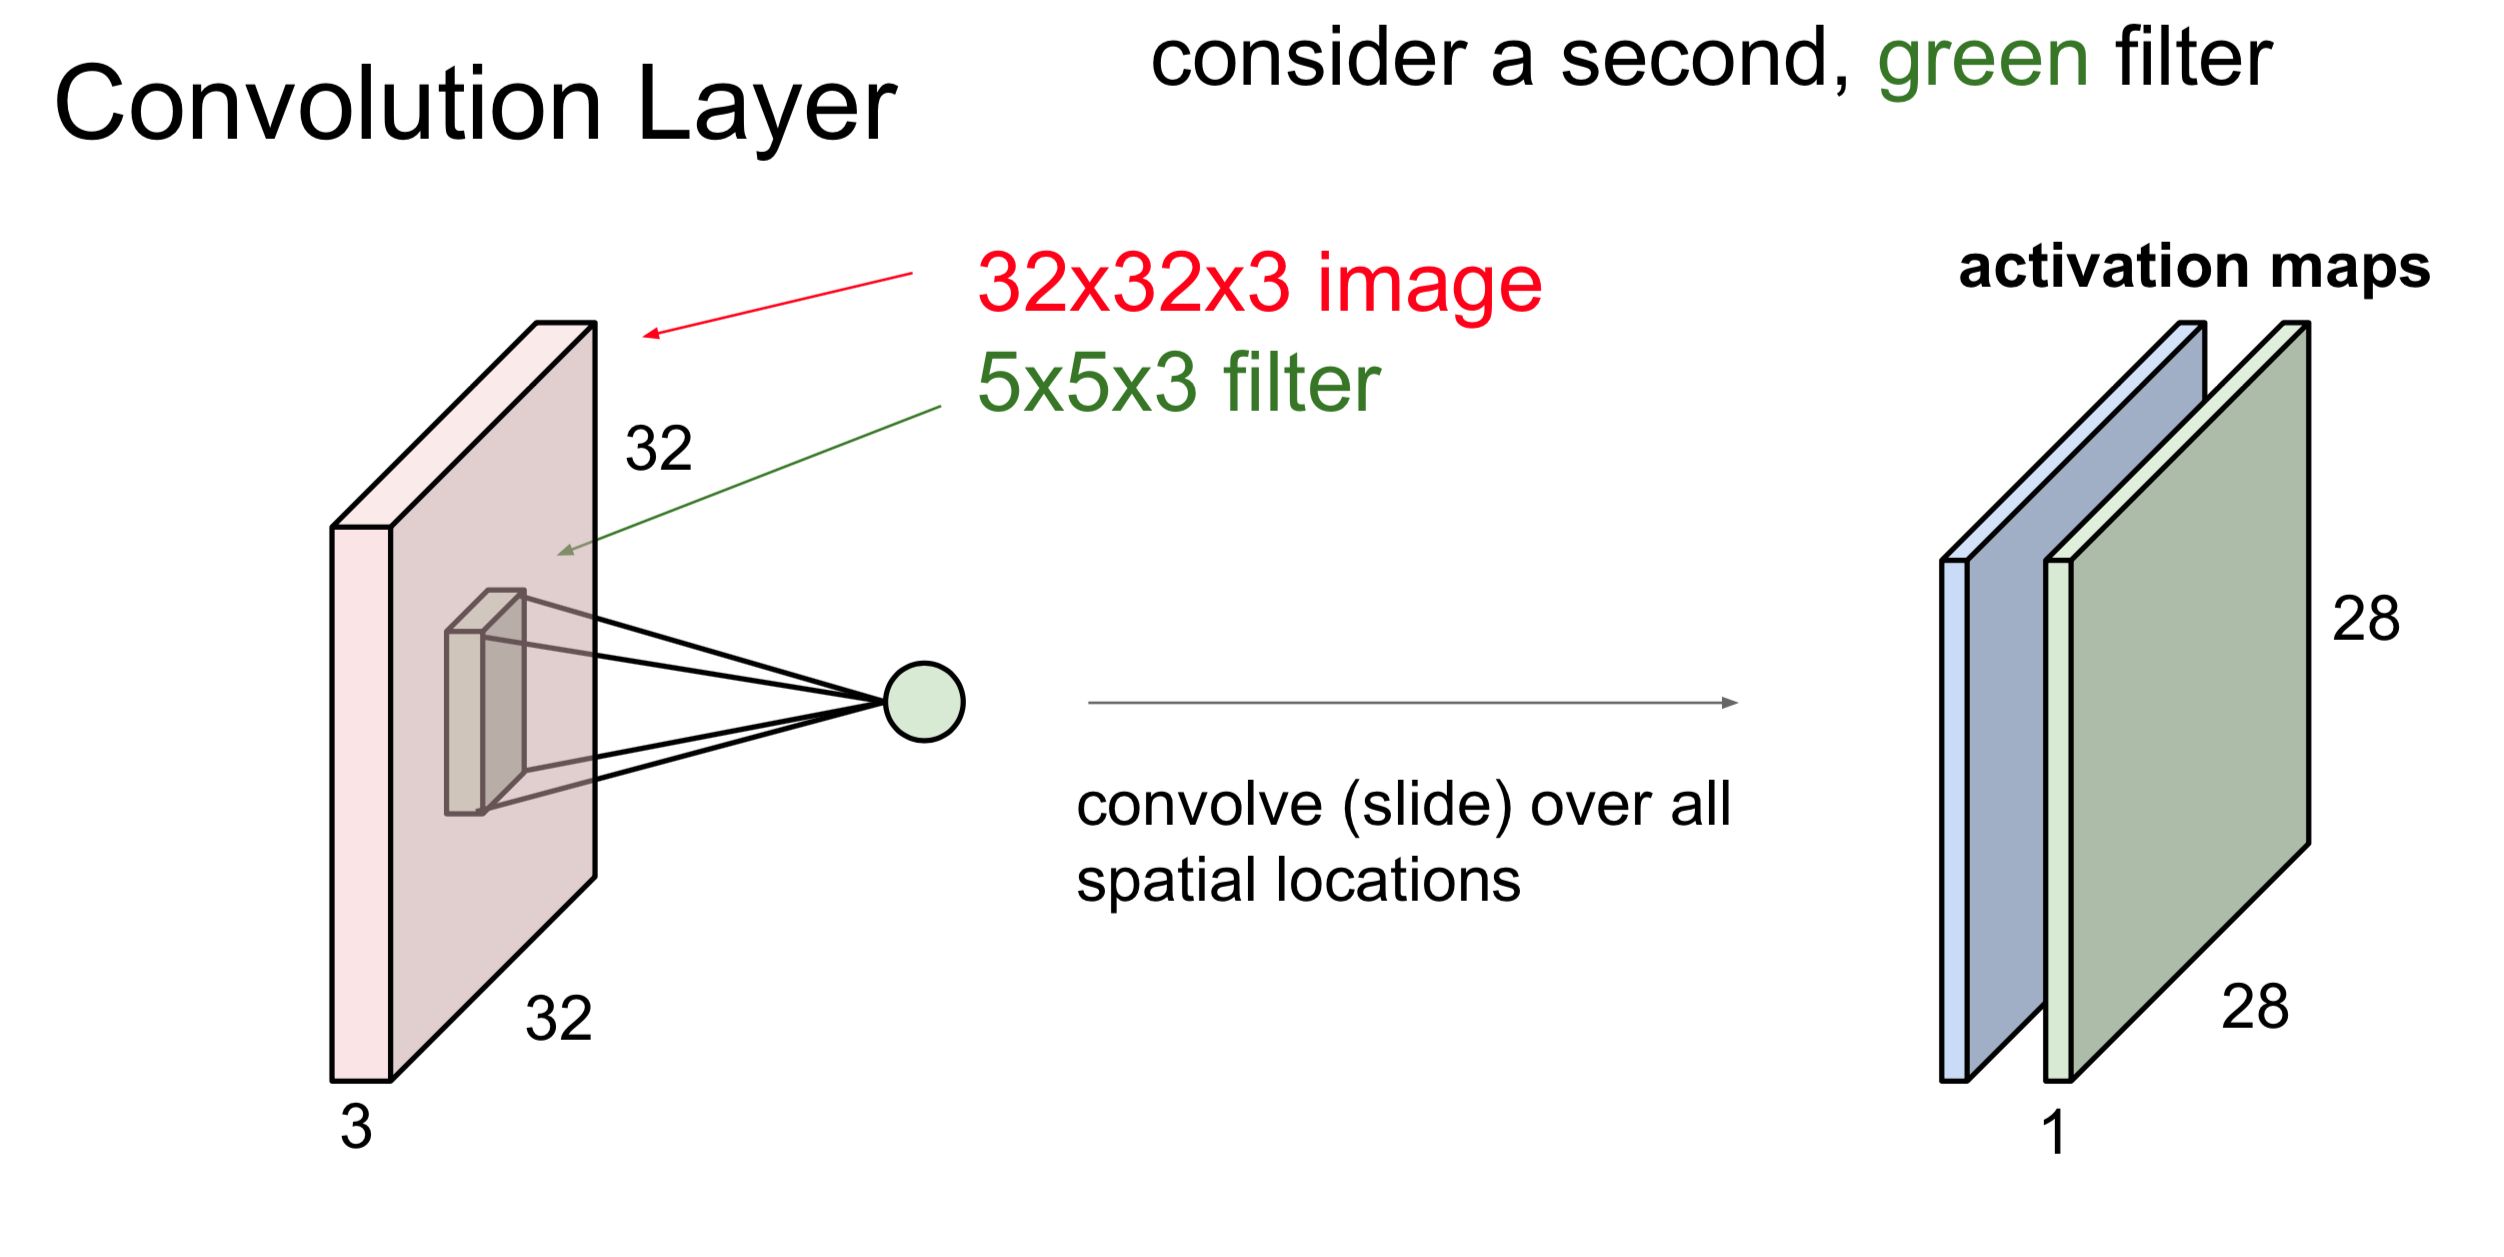 Convolution Layer
consider a second, green filter
32x32x3 image
5x5x3 filter
activation maps
32
32
3
convolve (slide) over all
spatial locations
28
28
1